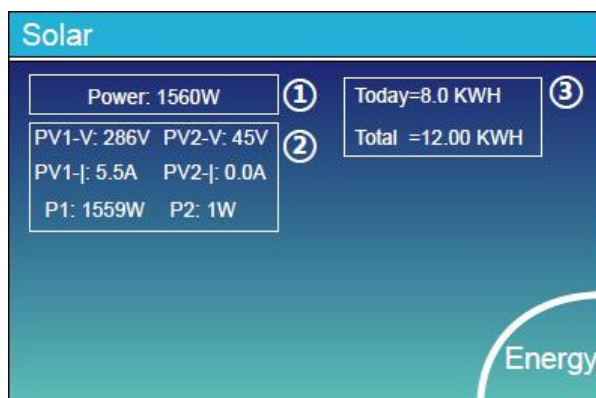 Solar
Power: 1560W
①
PV1-V: 286V PV2-V: 45V
PV1-|: 5.5A PV2-|: 0.0A
P1: 1559W P2: 1W
②
Today=8.0 KWH
Total =12.00 KWH
③
Energy